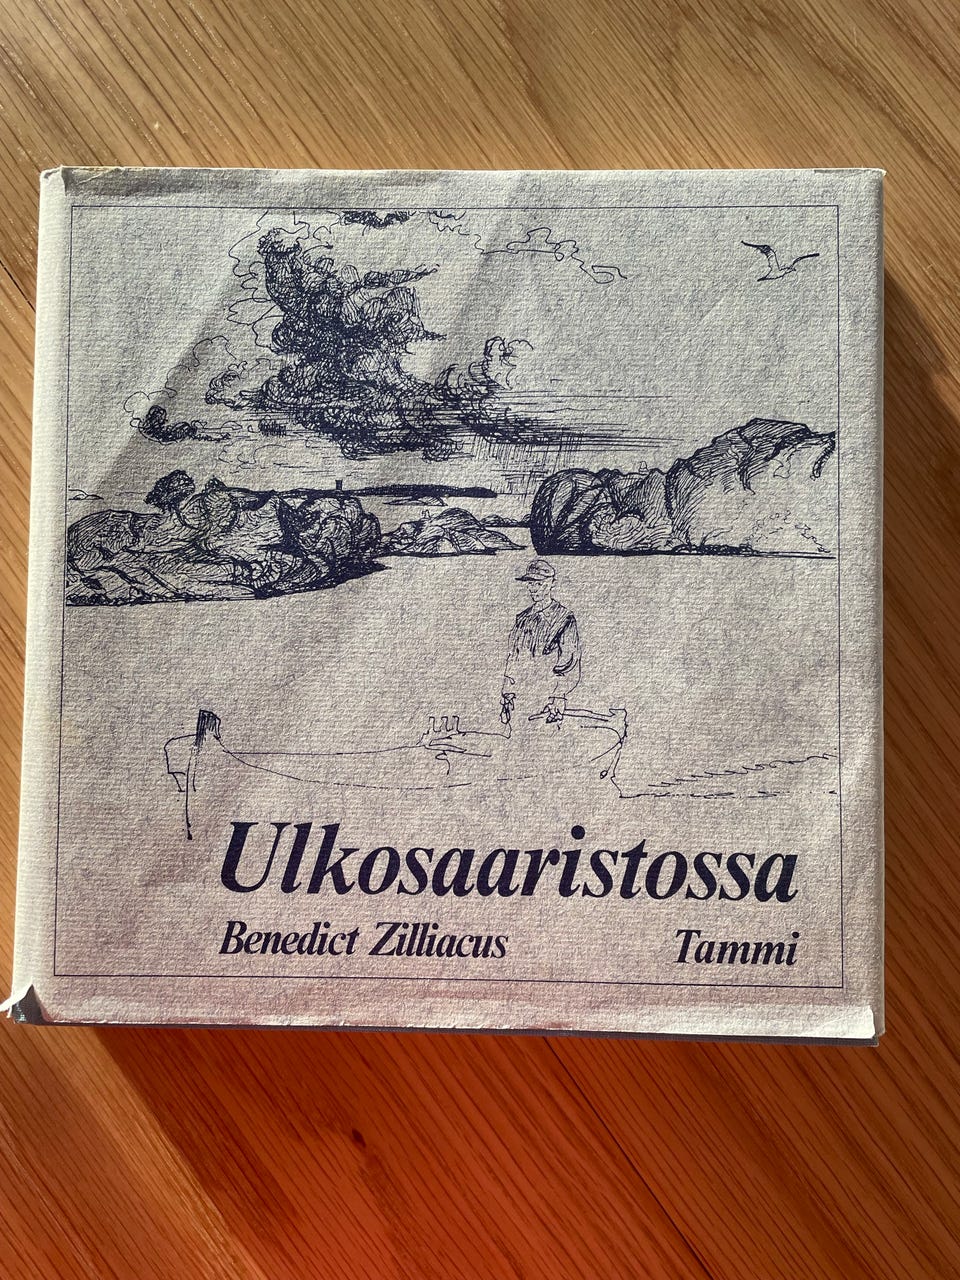 Ulkosaaristossa
Benedict Zilliacus Tammi